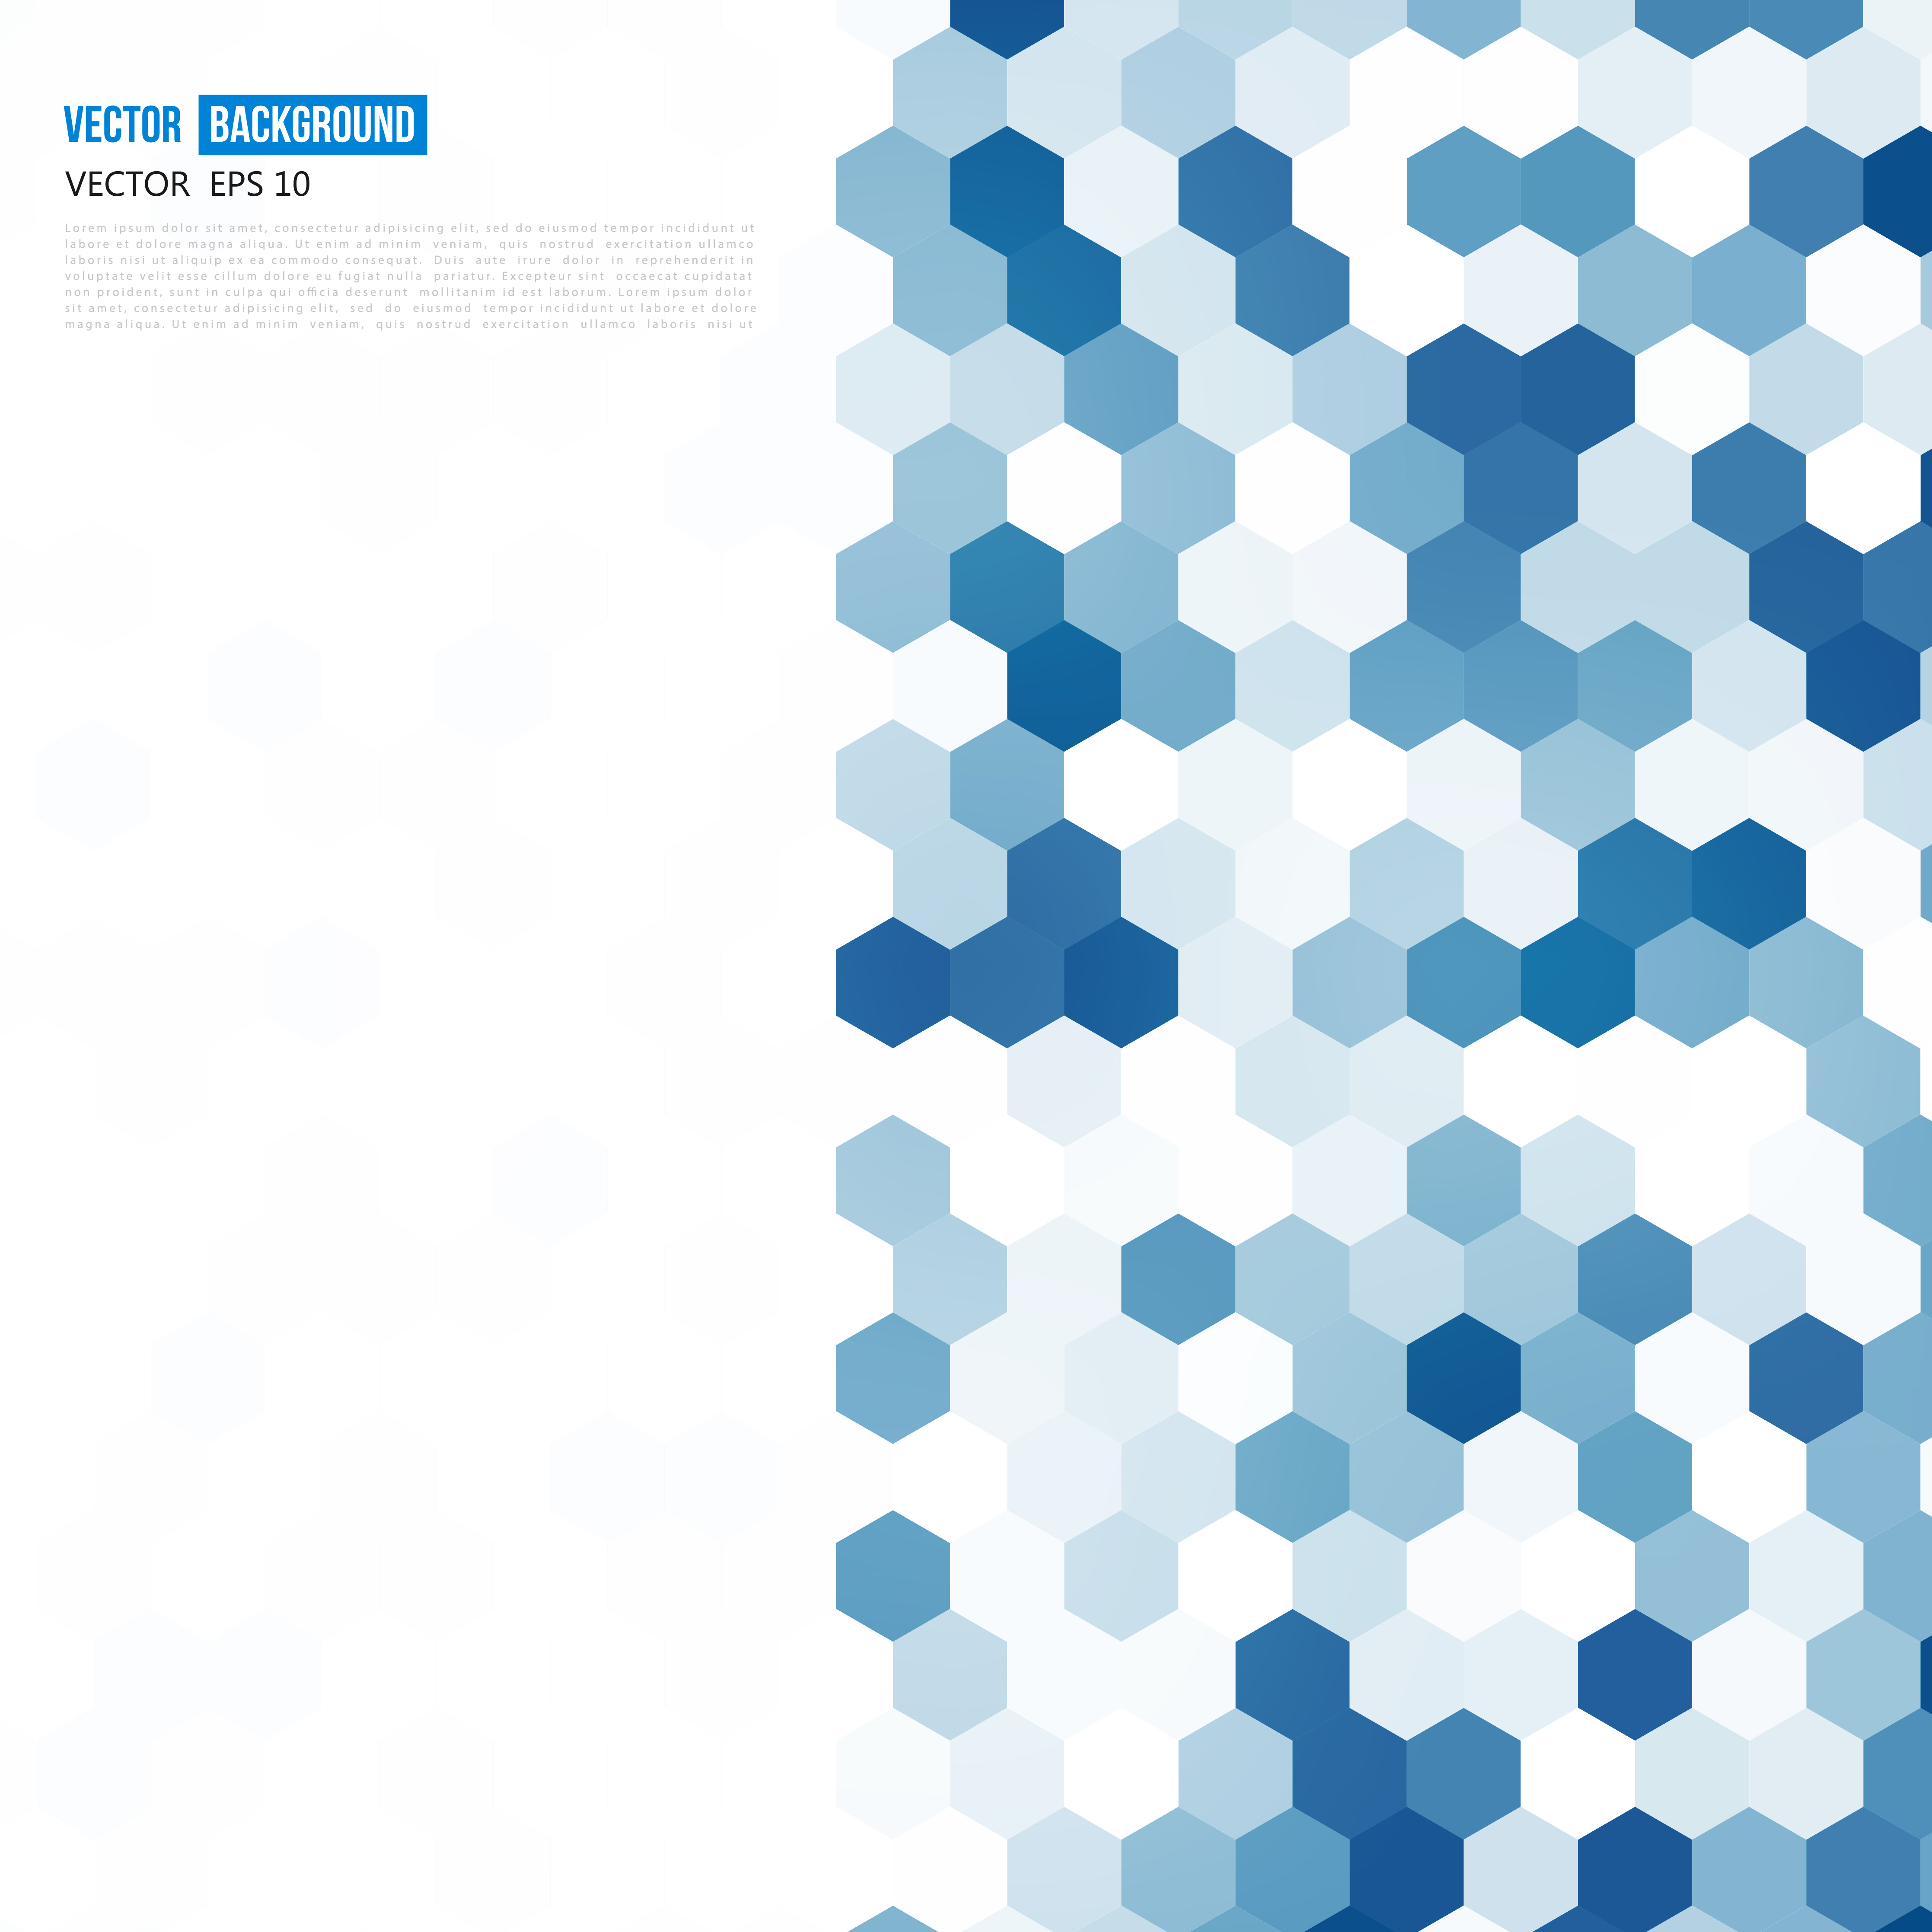 VECTOR BACKGROUND
VECTOR EPS 10
Lorem ipsum dolor sit amet, consectetur adipisicing elit, sed do eiusmod tempor incididunt ut
labore et dolore magna aliqua. Ut enim ad minim veniam, quis nostrud exercitation ullamco
laboris nisi ut aliquip ex ea commodo consequat. Duis aute irure dolor in reprehenderit in
voluptate velit esse cillum dolore eu fugiat nulla pariatur. Excepteur sint occaecat cupidatat
non proident, sunt in culpa qui officia deserunt mollitanim id est laborum. Lorem ipsum dolor
sit amet, consectetur adipisicing elit, sed do eiusmod tempor incididunt ut labore et dolore
magna aliqua. Ut enim ad minim veniam, quis nostrud exercitation ullamco laboris nisi ut